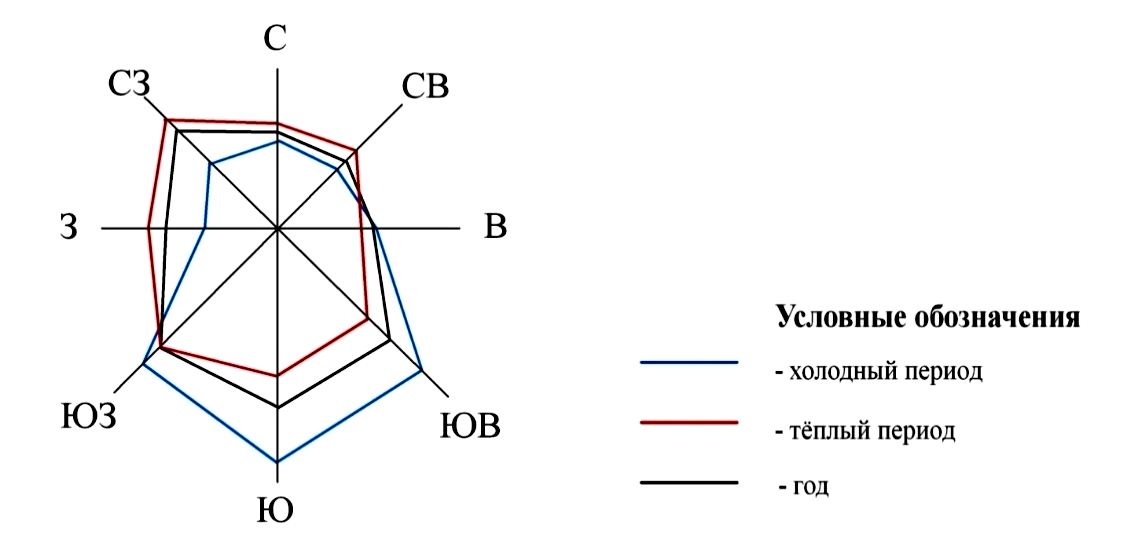 С
СЗ
СВ
З
В
ЮЗ
ЮВ
Ю
Условные обозначения
- холодный период
- тёплый период
- год